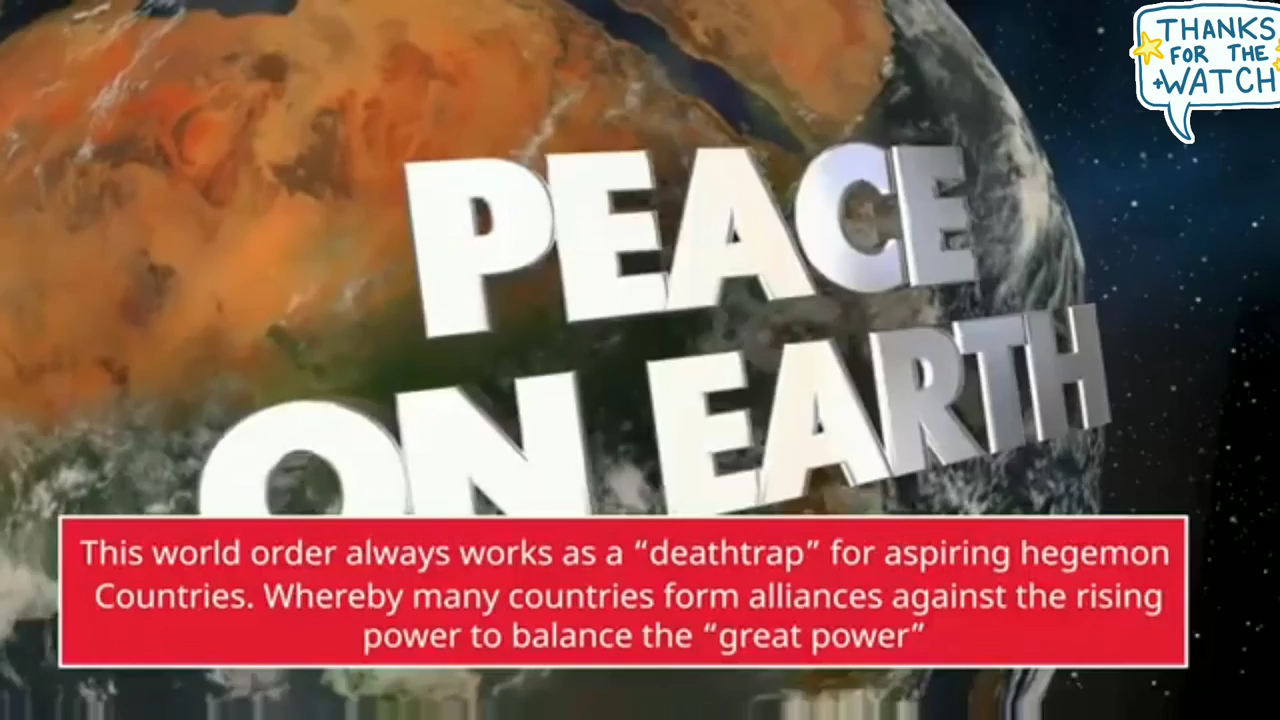 THANKS
FOR THE
WATCH
PEACE
ON EARTH
This world order always works as a “deathtrap” for aspiring hegemon
Countries. Whereby many countries form alliances against the rising
power to balance the “great power”